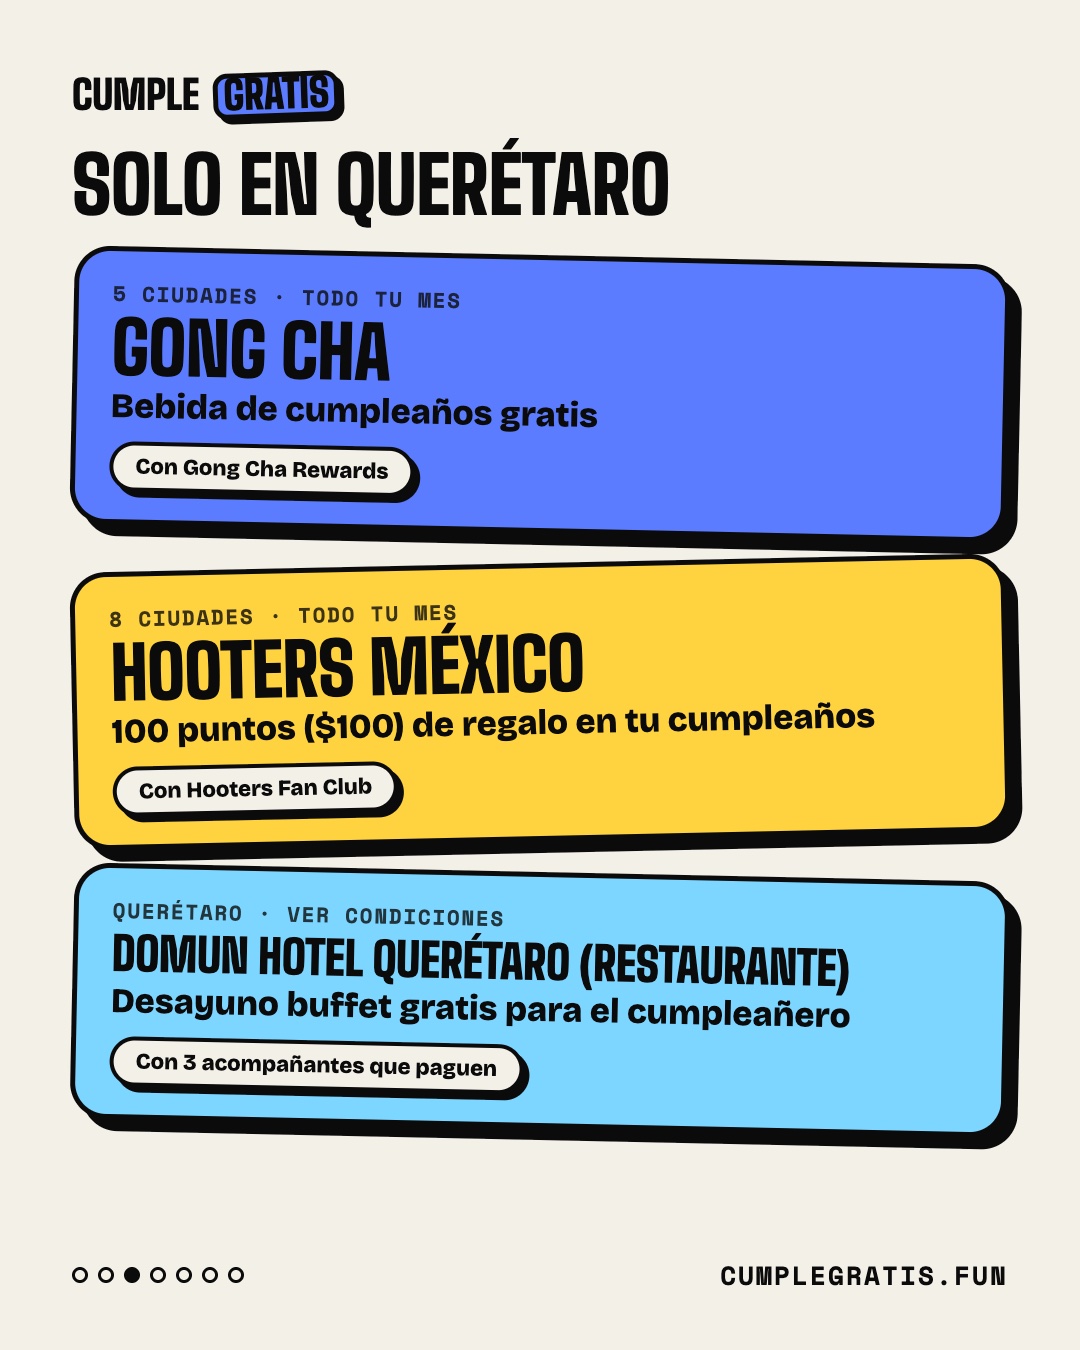 CUMPLE GRATIS
SOLO EN QUERÉTARO
5 CIUDADES · TODO TU MES
GONG CHA
Bebida de cumpleaños gratis
Con Gong Cha Rewards
8 CIUDADES · TODO TU MES
HOOTERS MÉXICO
100 puntos ($100) de regalo en tu cumpleaños
Con Hooters Fan Club
QUERÉTARO · VER CONDICIONES
DOMUN HOTEL QUERÉTARO (RESTAURANTE)
Desayuno buffet gratis para el cumpleañero
Con 3 acompañantes que paguen
CUMPLEGRATIS.FUN